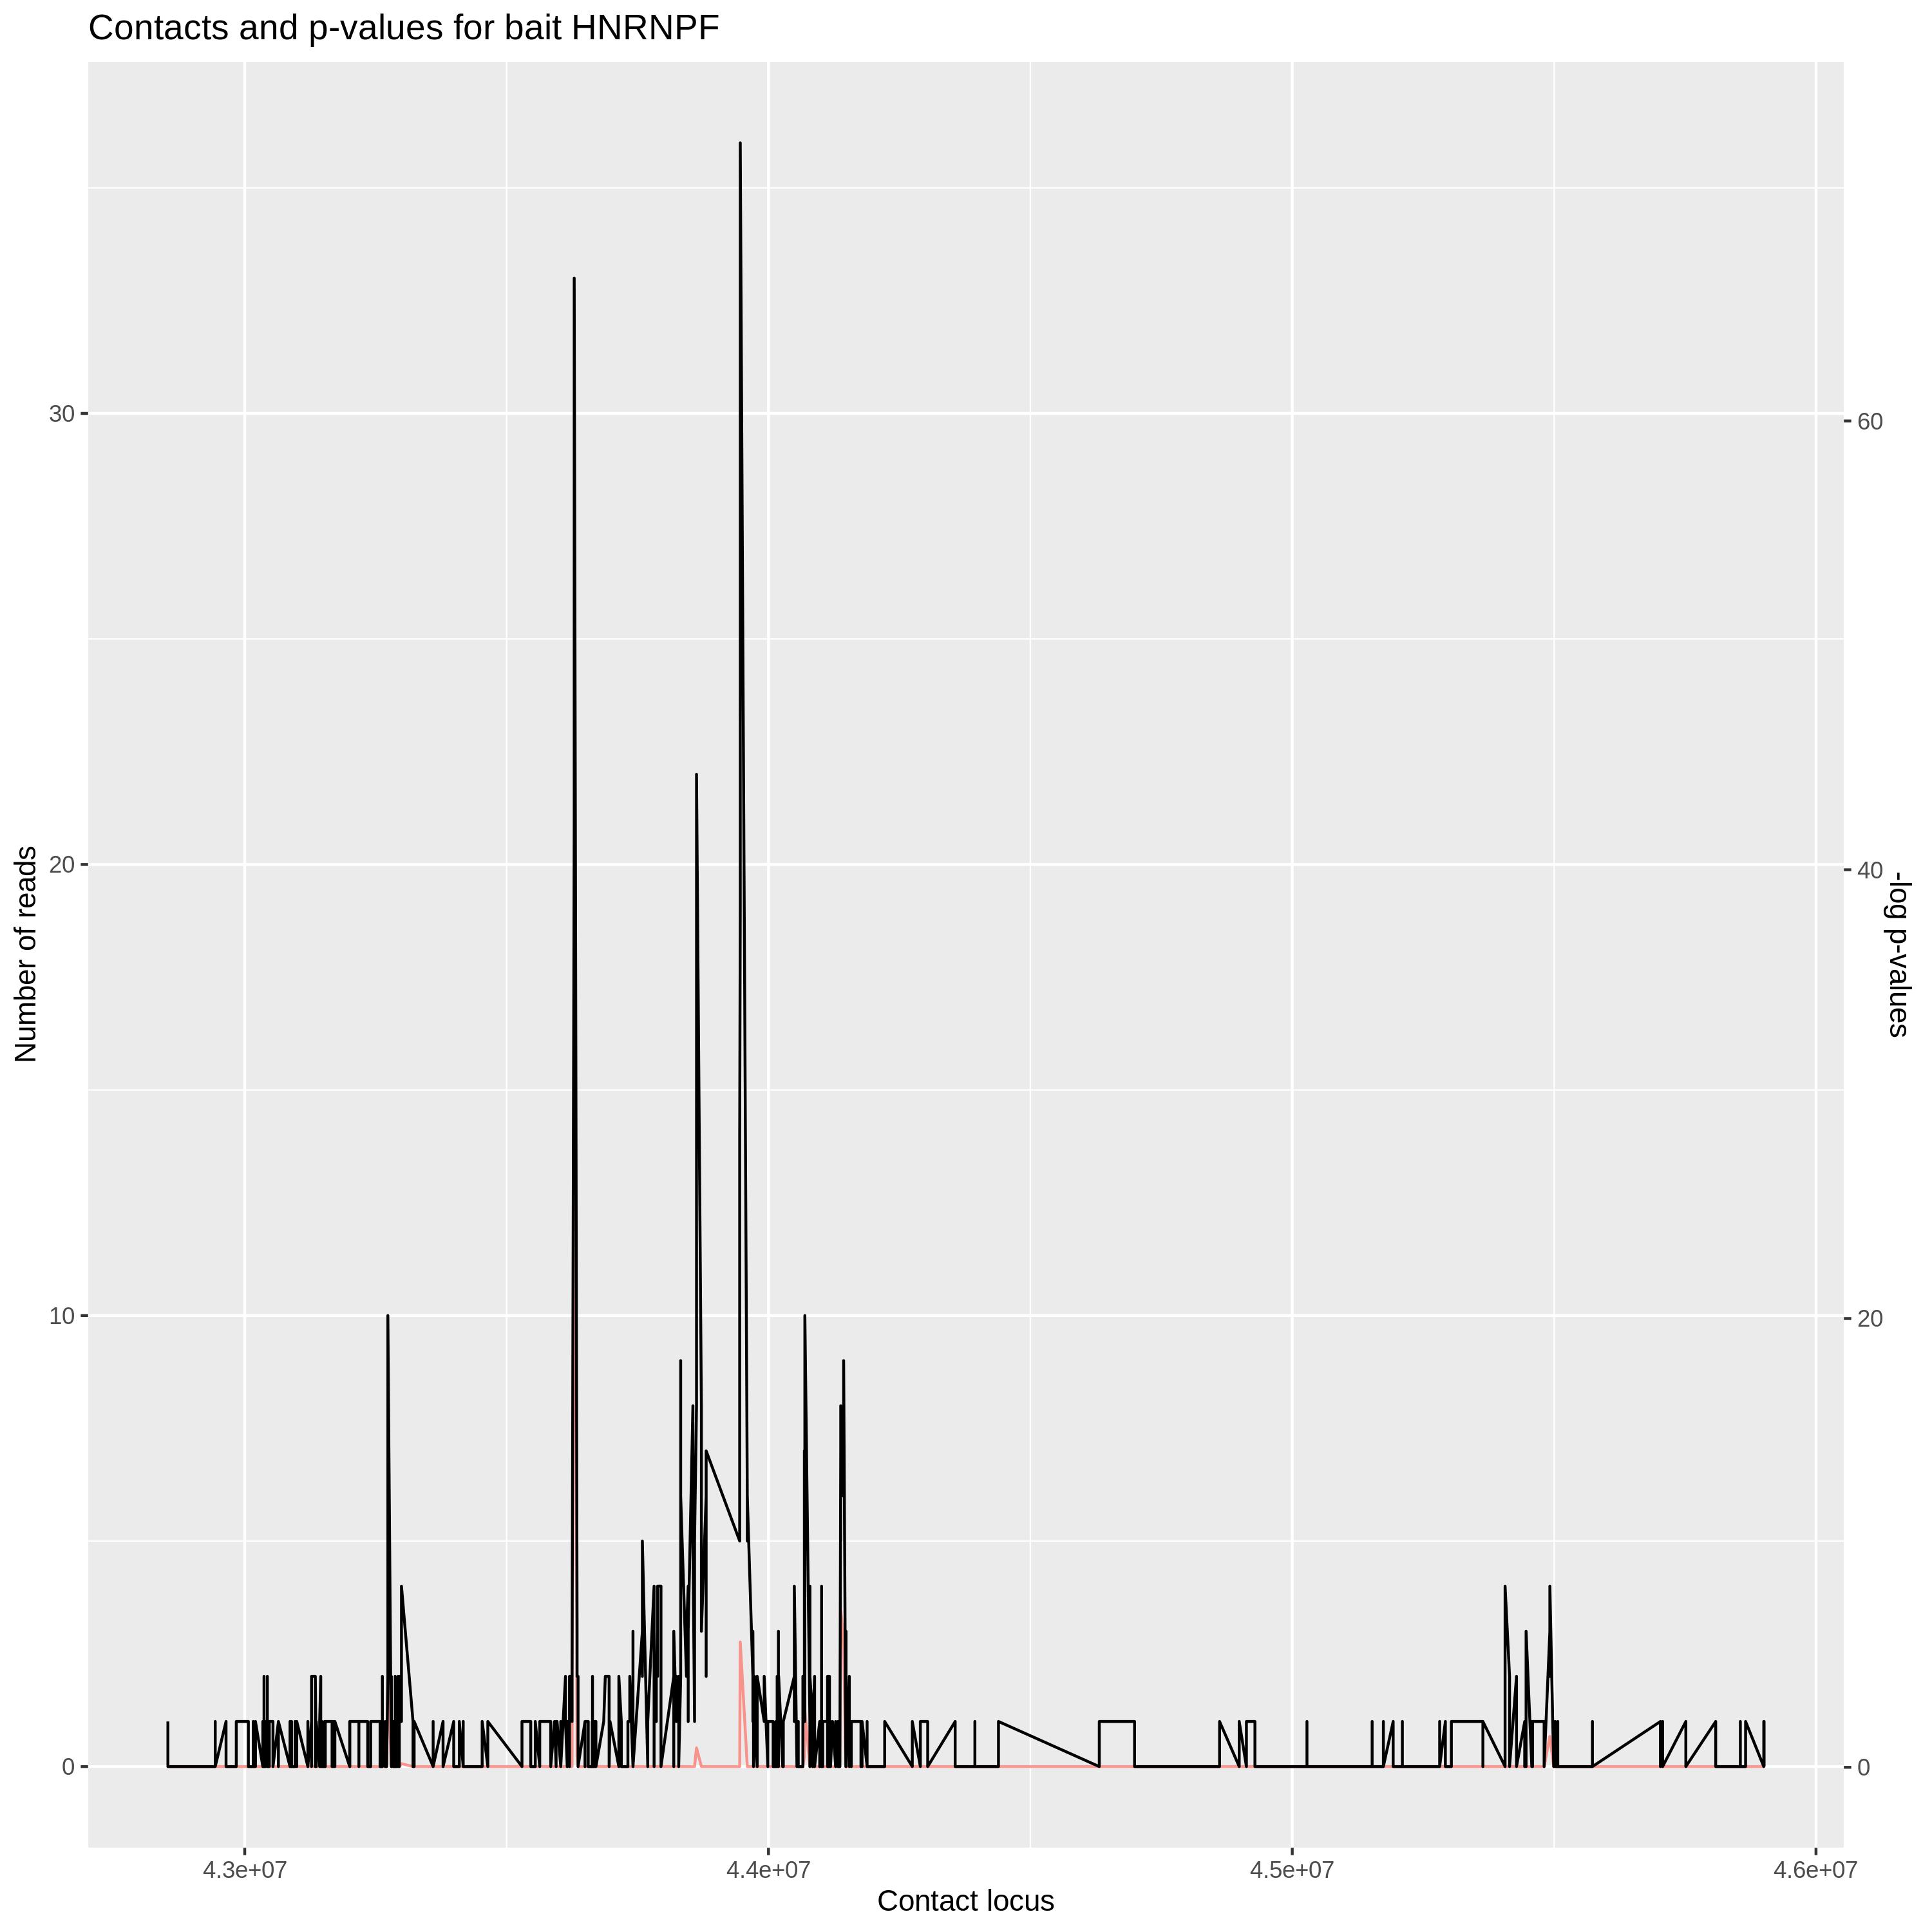 Contacts and p-values for bait HNRNPF
Number of reads
30
20
10
0
60
40
20
0
-log p-values
4.3e+07
4.4e+07
4.5e+07
4.6e+07
Contact locus